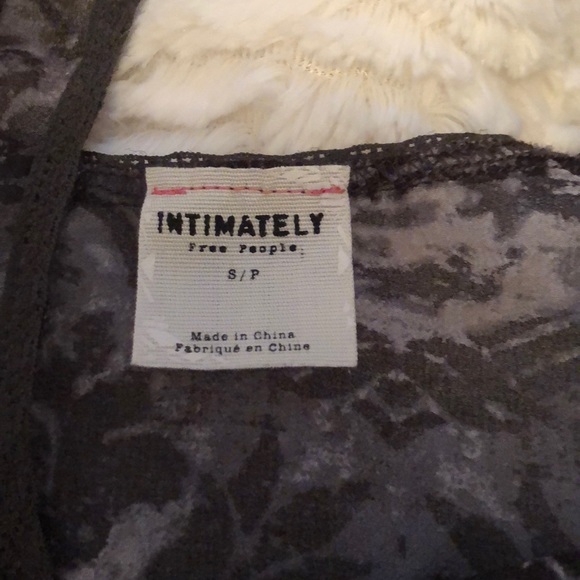 INTIMATELY
Free People
S/P
Made in China
Fabriqué en Chine